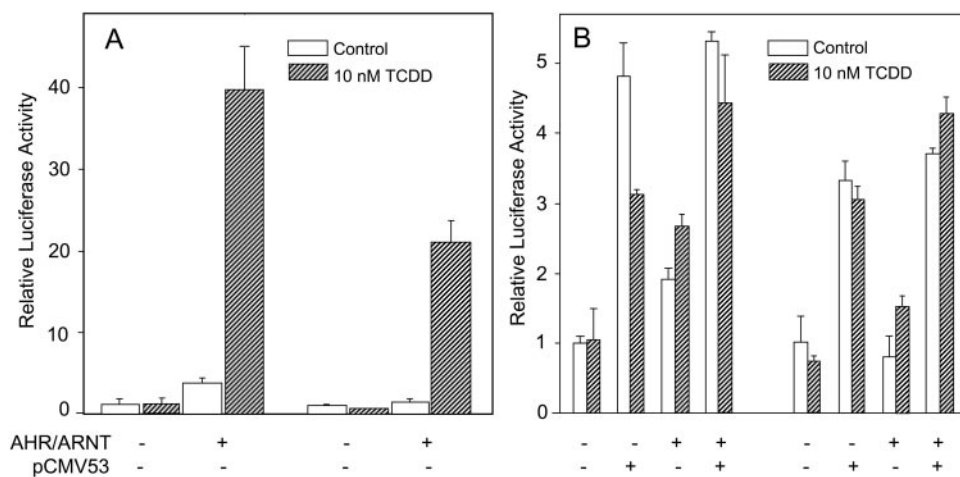 A
Control
10 nM TCDD
Relative Luciferase Activity
40
30
20
10
0
AHR/ARNT - + - +
pCMV53 - - - -
B
Control
10 nM TCDD
Relative Luciferase Activity
5
4
3
2
1
0
- - + + - - + +
- + - + - + - +